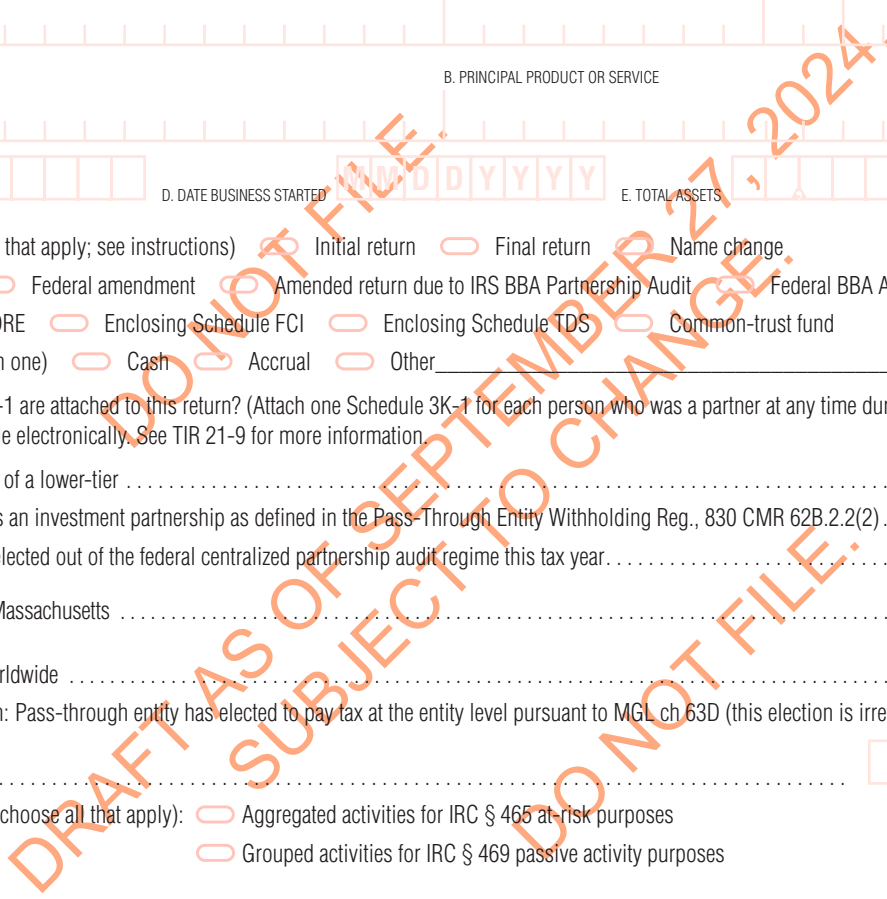 B. PRINCIPAL PRODUCT OR SERVICE
D. DATE BUSINESS STARTED M M D D Y Y Y Y E. TOTAL ASSETS ,
that apply; see instructions) Initial return Final return Name change
Federal amendment Amended return due to IRS BBA Partnership Audit Federal BBA A
ORE Enclosing Schedule FCI Enclosing Schedule TDS Common-trust fund
n one) Cash Accrual Other
-1 are attached to this return? (Attach one Schedule 3K-1 for each person who was a partner at any time dur
e electronically. See TIR 21-9 for more information.
of a lower-tier
s an investment partnership as defined in the Pass-Through Entity Withholding Reg., 830 CMR 62B.2.2(2)
elected out of the federal centralized partnership audit regime this tax year.
Massachusetts
rldwide
n: Pass-through entity has elected to pay tax at the entity level pursuant to MGL ch 63D (this election is irre
choose all that apply): Aggregated activities for IRC § 465 at-risk purposes
Grouped activities for IRC § 469 passive activity purposes
DO NOT FILE.
DRAFT AS OF SEPTEMBER 27, 2024.
SUBJECT TO CHANGE.
DO NOT FILE.